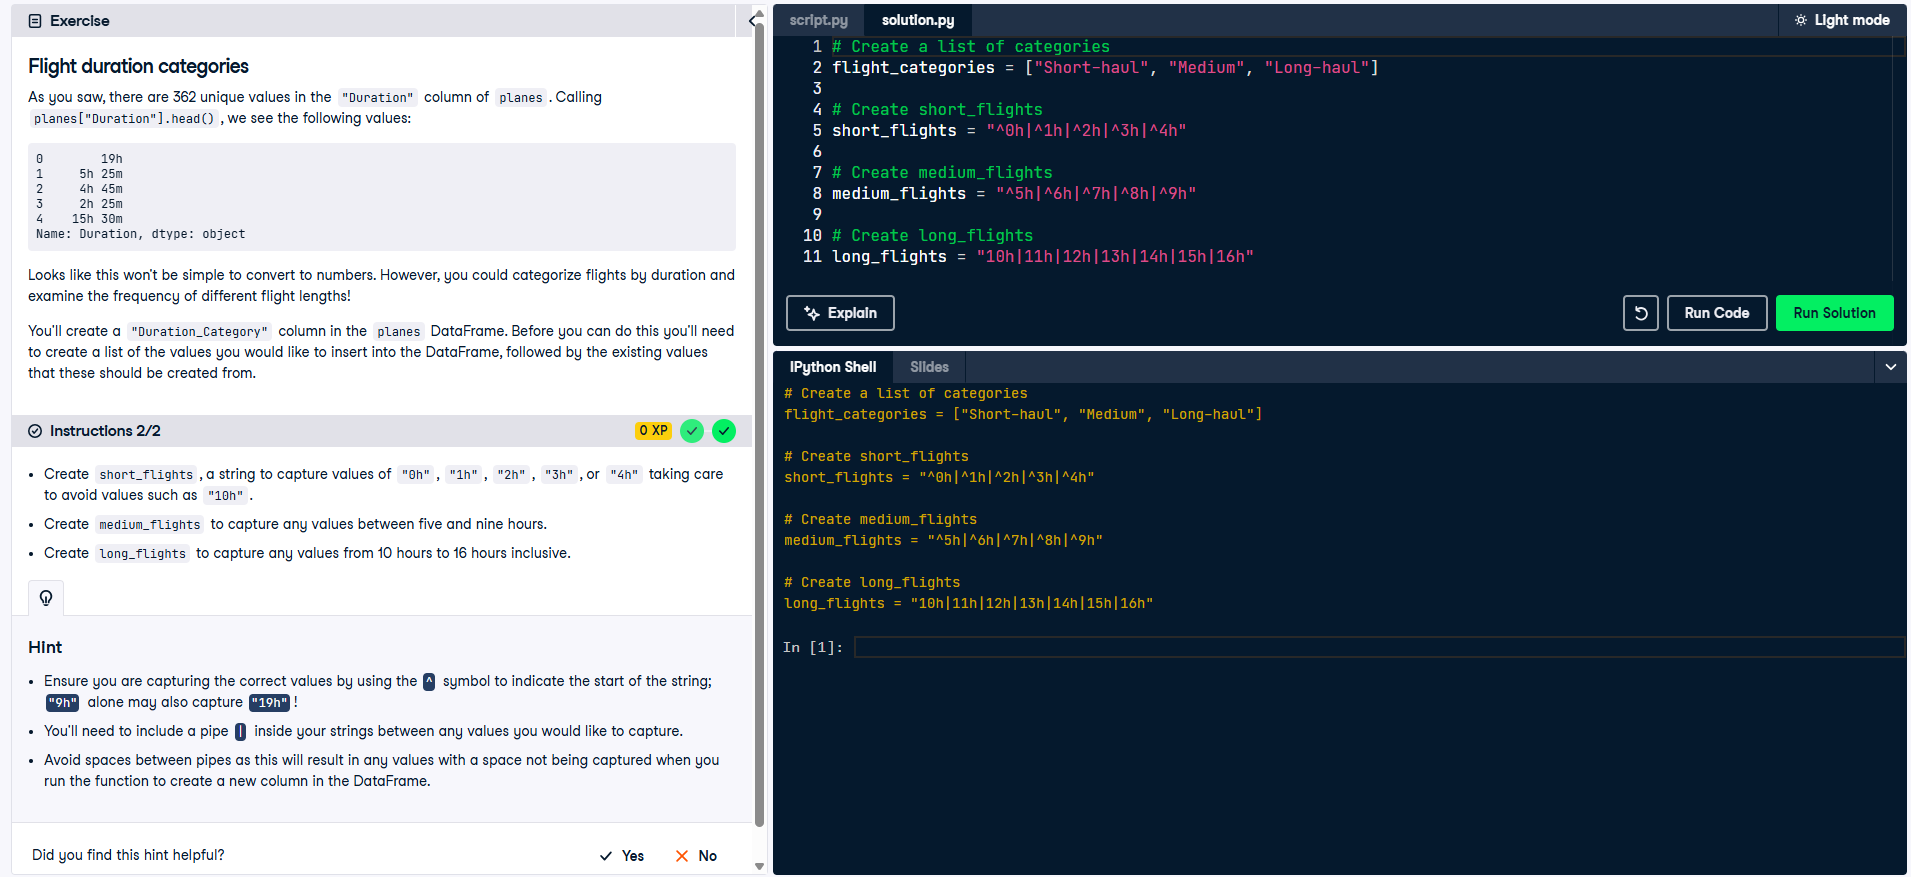 Exercise
Flight duration categories
As you saw, there are 362 unique values in the "Duration" column of planes . Calling
planes["Duration"].head() , we see the following values:
0       19h
1    5h 25m
2    4h 45m
3    2h 25m
4   15h 30m
Name: Duration, dtype: object
Looks like this won't be simple to convert to numbers. However, you could categorize flights by duration and
examine the frequency of different flight lengths!
You'll create a "Duration_Category" column in the planes DataFrame. Before you can do this you'll need
to create a list of the values you would like to insert into the DataFrame, followed by the existing values
that these should be created from.
Instructions 2/2
0 XP
• Create short_flights , a string to capture values of "0h" , "1h" , "2h" , "3h" , or "4h" taking care
to avoid values such as "10h" .
• Create medium_flights to capture any values between five and nine hours.
• Create long_flights to capture any values from 10 hours to 16 hours inclusive.
Hint
• Ensure you are capturing the correct values by using the ^ symbol to indicate the start of the string;
"9h" alone may also capture "19h" !
• You'll need to include a pipe | inside your strings between any values you would like to capture.
• Avoid spaces between pipes as this will result in any values with a space not being captured when you
run the function to create a new column in the DataFrame.
Did you find this hint helpful?
Yes
No
script.py
solution.py
Light mode
1 # Create a list of categories
2 flight_categories = ["Short-haul", "Medium", "Long-haul"]
3
4 # Create short_flights
5 short_flights = "^0h|^1h|^2h|^3h|^4h"
6
7 # Create medium_flights
8 medium_flights = "^5h|^6h|^7h|^8h|^9h"
9
10 # Create long_flights
11 long_flights = "10h|11h|12h|13h|14h|15h|16h"
Explain
Run Code
Run Solution
IPython Shell
Slides
# Create a list of categories
flight_categories = ["Short-haul", "Medium", "Long-haul"]
# Create short_flights
short_flights = "^0h|^1h|^2h|^3h|^4h"
# Create medium_flights
medium_flights = "^5h|^6h|^7h|^8h|^9h"
# Create long_flights
long_flights = "10h|11h|12h|13h|14h|15h|16h"
In [1]: